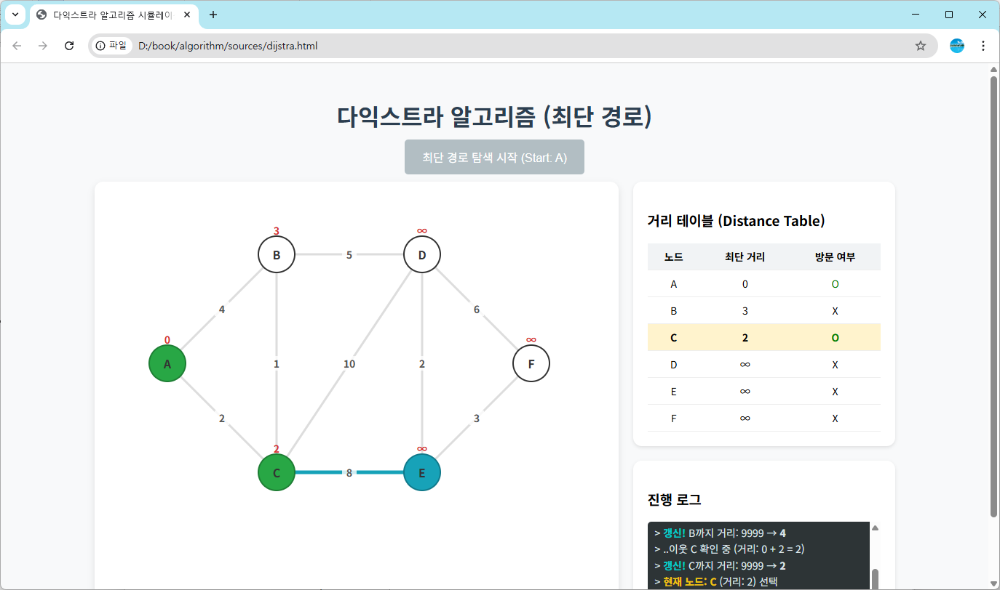 다익스트라 알고리즘 시뮬레이
파일
D:/book/algorithm/sources/dijstra.html
다익스트라 알고리즘 (최단 경로)
최단 경로 탐색 시작 (Start: A)
3
∞
B
5
D
4
6
0
∞
A
1
10
2
F
2
3
2
∞
C
8
E
거리 테이블 (Distance Table)
노드 최단 거리 방문 여부
A 0 O
B 3 X
C 2 O
D ∞ X
E ∞ X
F ∞ X
진행 로그
> 갱신! B까지 거리: 9999 → 4
> ..이웃 C 확인 중 (거리: 0 + 2 = 2)
> 갱신! C까지 거리: 9999 → 2
> 현재 노드: C (거리: 2) 선택